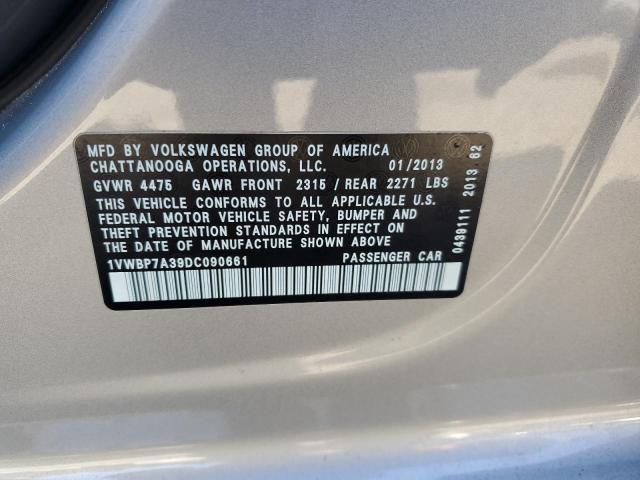 MFD BY VOLKSWAGEN GROUP OF AMERICA
CHATTANOOGA OPERATIONS, LLC. 01/2013
GVWR 4475 GAWR FRONT 2315 / REAR 2271 LBS
THIS VEHICLE CONFORMS TO ALL APPLICABLE U.S.
FEDERAL MOTOR VEHICLE SAFETY, BUMPER AND
THEFT PREVENTION STANDARDS IN EFFECT ON
THE DATE OF MANUFACTURE SHOWN ABOVE
1VWBP7A39DC090661 PASSENGER CAR
0439111 2013 62